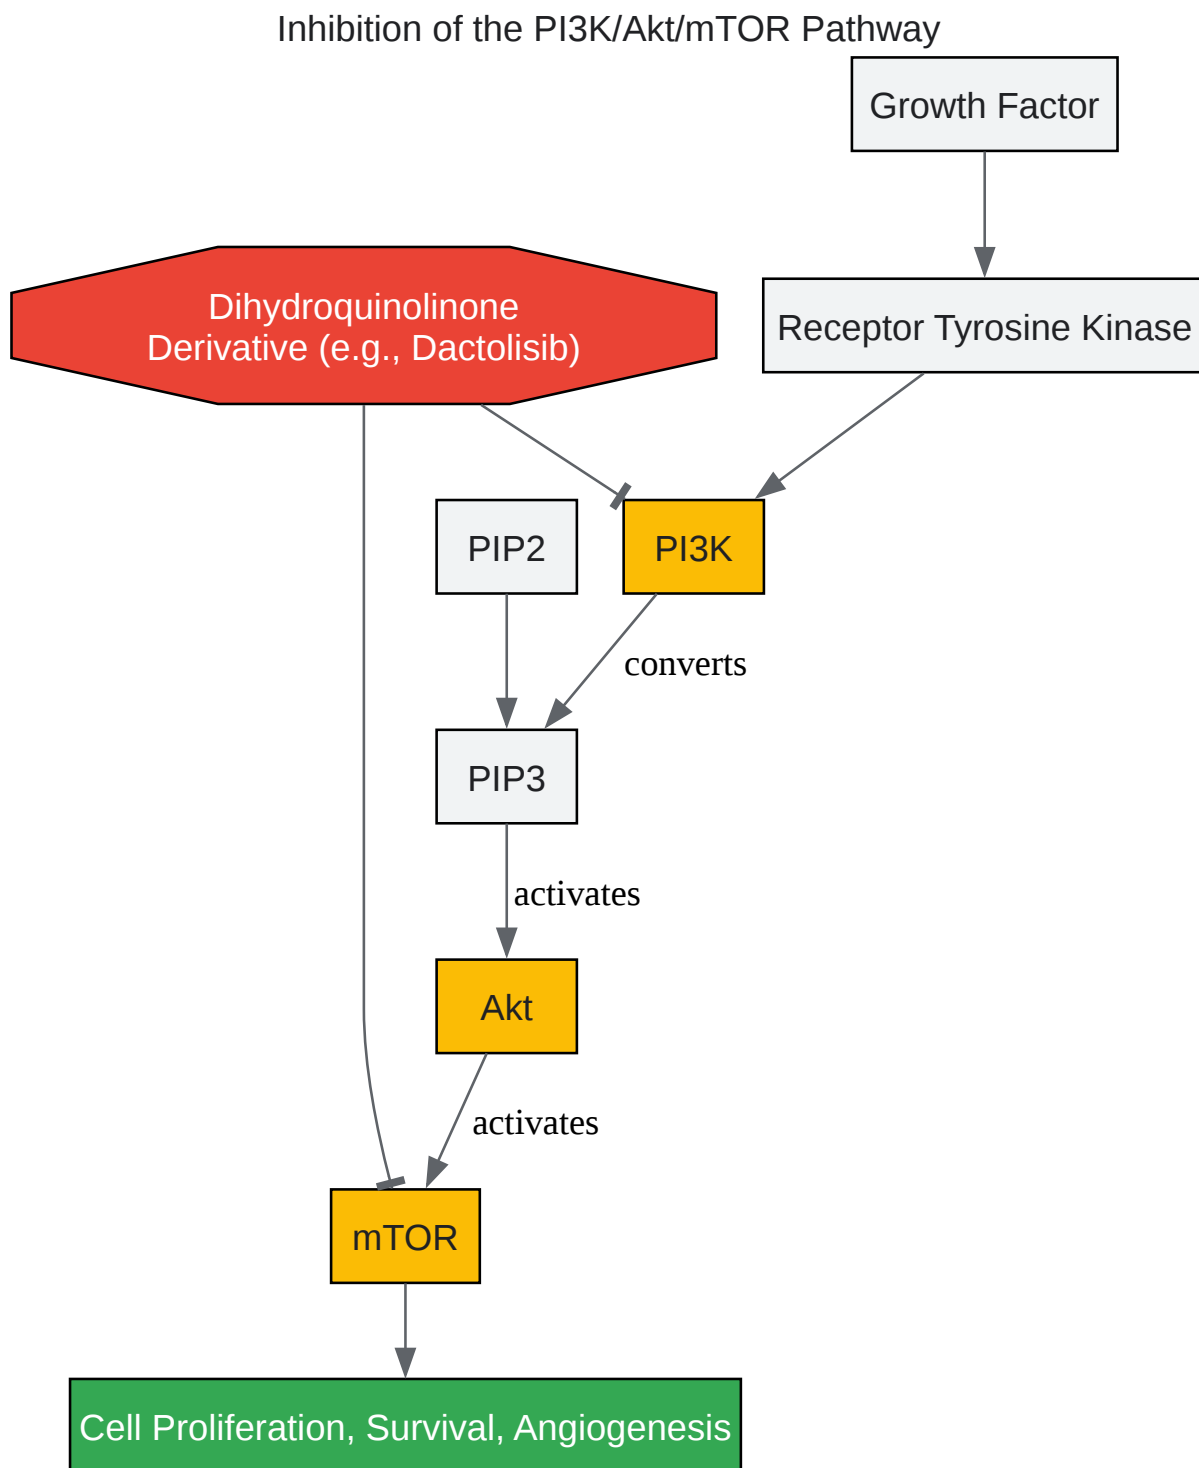 Inhibition of the PI3K/Akt/mTOR Pathway
Growth Factor
Dihydroquinolinone
Derivative (e.g., Dactolisib)
Receptor Tyrosine Kinase
PIP2
PI3K
converts
PIP3
activates
Akt
activates
mTOR
Cell Proliferation, Survival, Angiogenesis